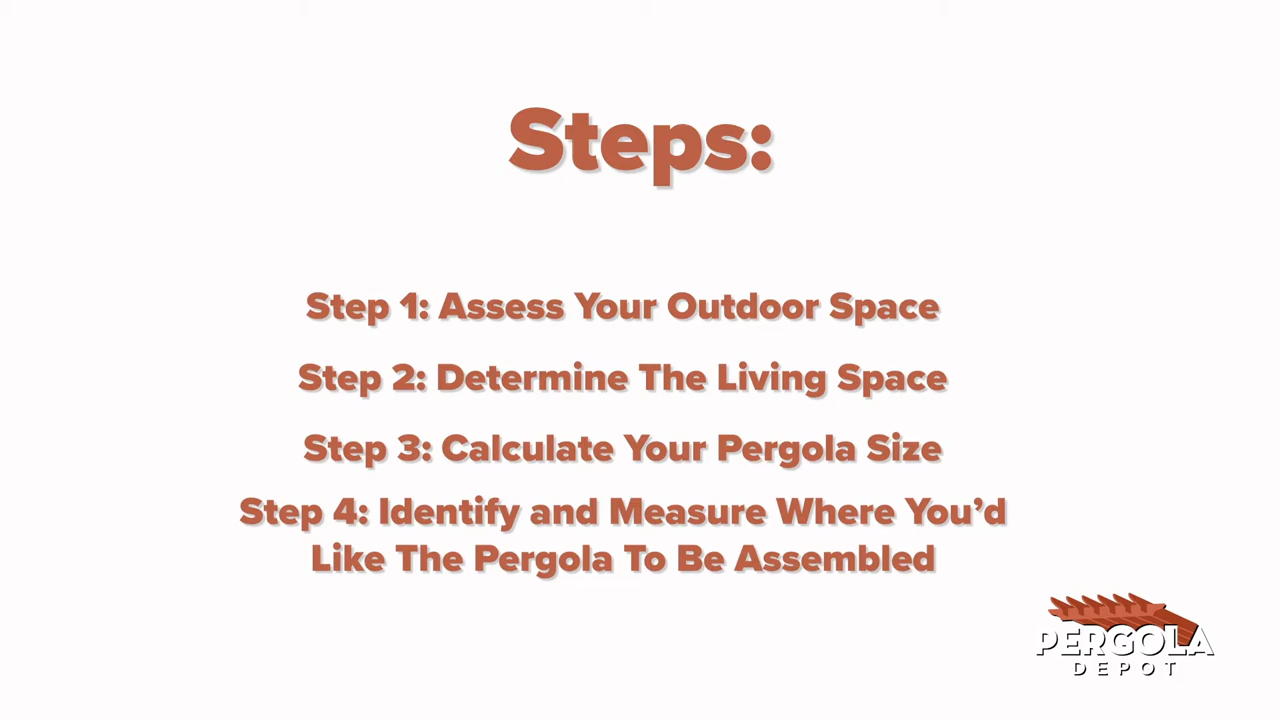 Steps:
Step 1: Assess Your Outdoor Space
Step 2: Determine The Living Space
Step 3: Calculate Your Pergola Size
Step 4: Identify and Measure Where You’d
Like The Pergola To Be Assembled
PERGOLA
DEPOT